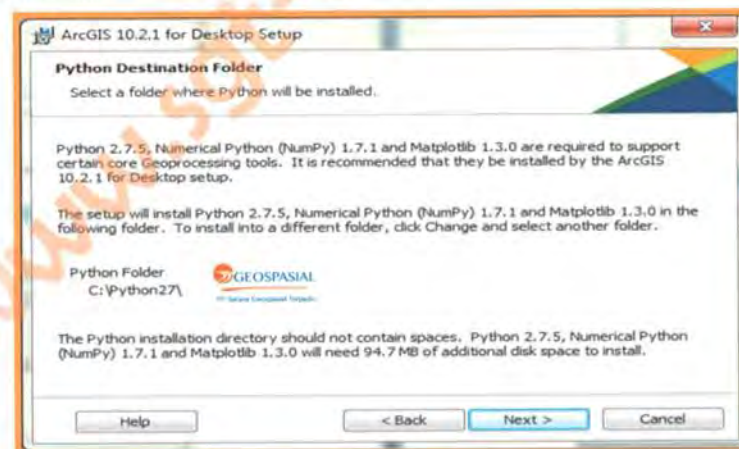 ArcGIS 10.2.1 for Desktop Setup
Python Destination Folder
Select a folder where Python will be installed.
Python 2.7.5, Numerical Python (NumPy) 1.7.1 and Matplotlib 1.3.0 are required to support
certain core Geoprocessing tools. It is recommended that they be installed by the ArcGIS
10.2.1 for Desktop setup.
The setup will install Python 2.7.5, Numerical Python (NumPy) 1.7.1 and Matplotlib 1.3.0 in the
following folder. To install into a different folder, click Change and select another folder.
Python Folder
C:\Python27\
GEOSPASIAL
The Python installation directory should not contain spaces. Python 2.7.5, Numerical Python
(NumPy) 1.7.1 and Matplotlib 1.3.0 will need 94.7 MB of additional disk space to install.
Help
< Back
Next >
Cancel